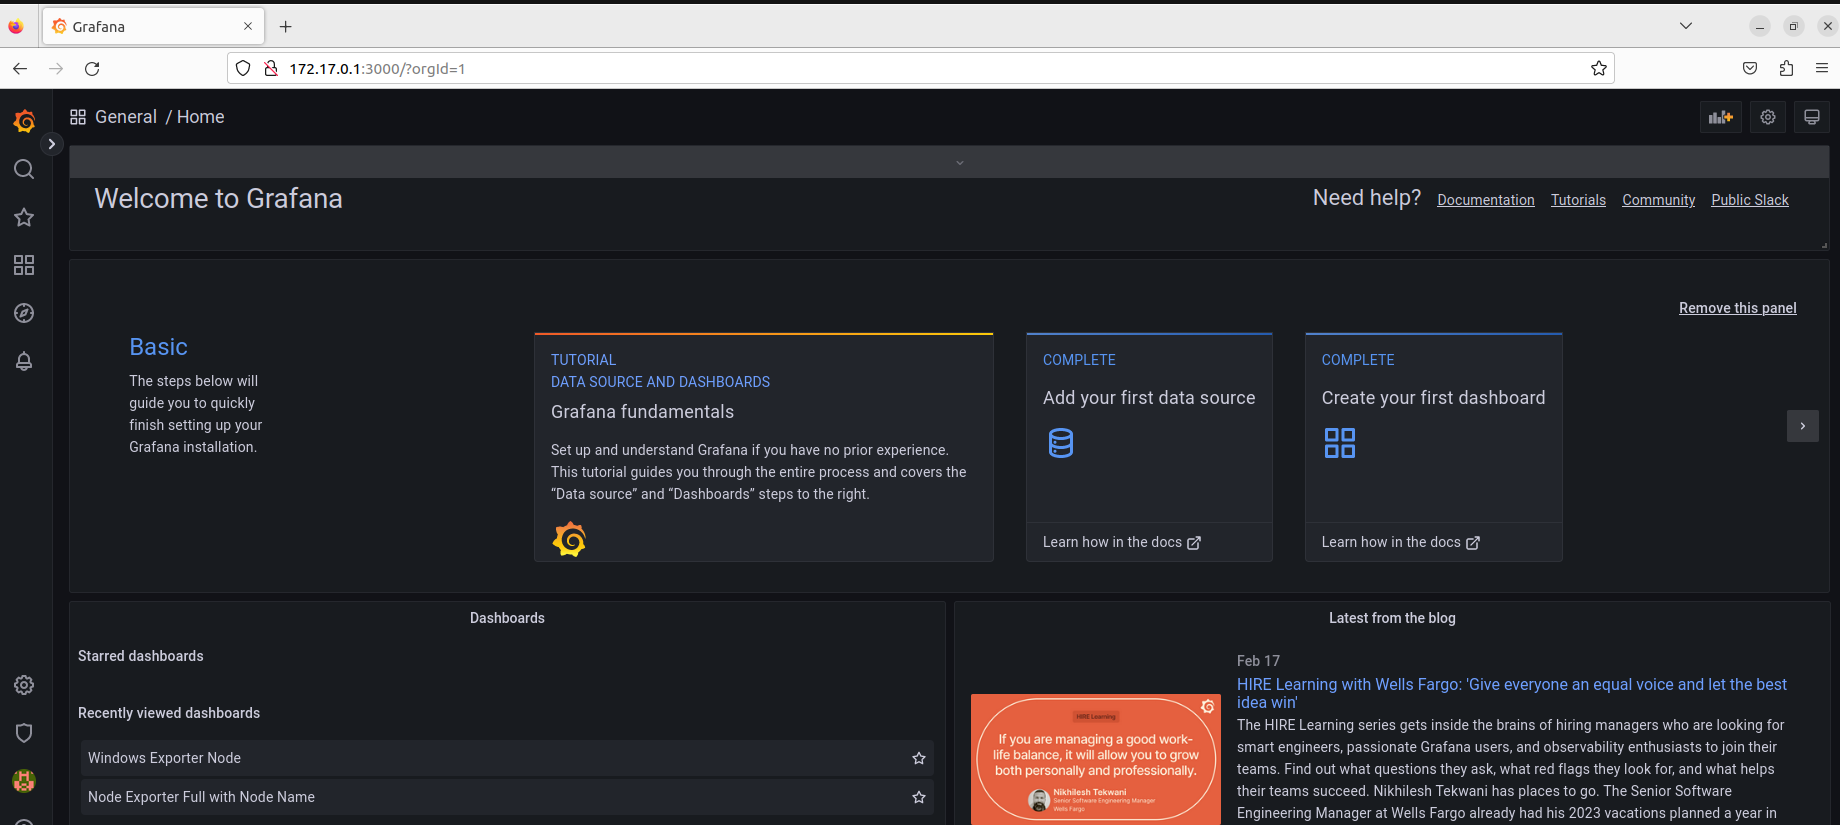 Grafana
172.17.0.1:3000/?orgId=1
General / Home
Welcome to Grafana
Need help? Documentation Tutorials Community Public Slack
Remove this panel
Basic
The steps below will
guide you to quickly
finish setting up your
Grafana installation.
TUTORIAL
DATA SOURCE AND DASHBOARDS
Grafana fundamentals
Set up and understand Grafana if you have no prior experience.
This tutorial guides you through the entire process and covers the
“Data source” and “Dashboards” steps to the right.
COMPLETE
Add your first data source
Learn how in the docs
COMPLETE
Create your first dashboard
Learn how in the docs
Dashboards
Starred dashboards
Recently viewed dashboards
Windows Exporter Node
Node Exporter Full with Node Name
Latest from the blog
HIRE Learning
If you are managing a good work-
life balance, it will allow you to grow
both personally and professionally.
Nikhilesh Tekwani
Senior Software Engineering Manager
Wells Fargo
Feb 17
HIRE Learning with Wells Fargo: 'Give everyone an equal voice and let the best
idea win'
The HIRE Learning series gets inside the brains of hiring managers who are looking for
smart engineers, passionate Grafana users, and observability enthusiasts to join their
teams. Find out what questions they ask, what red flags they look for, and what helps
their teams succeed. Nikhilesh Tekwani has places to go. The Senior Software
Engineering Manager at Wells Fargo already had his 2023 vacations planned a year in